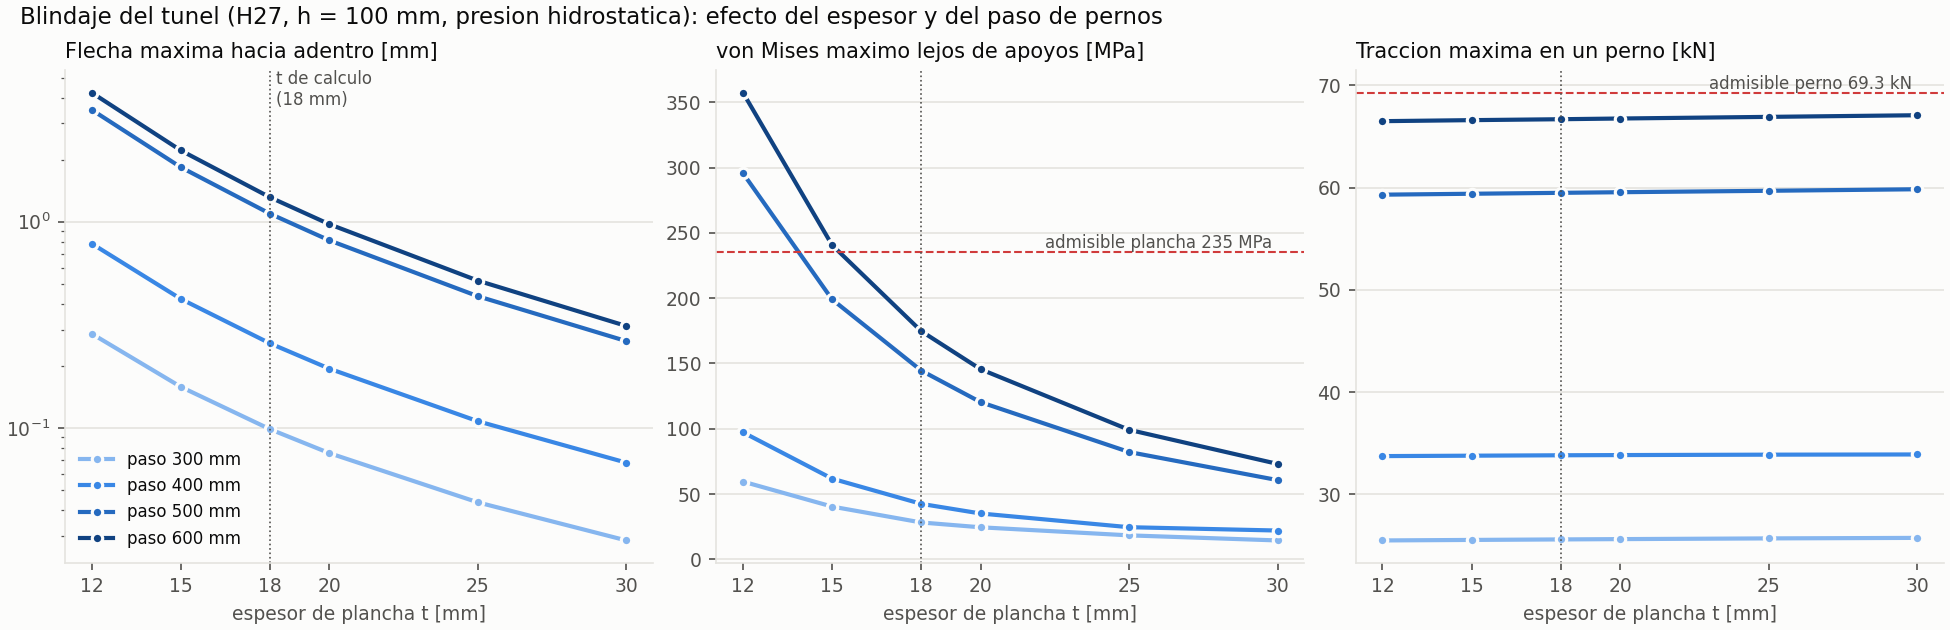 Blindaje del tunel (H27, h = 100 mm, presion hidrostatica): efecto del espesor y del paso de pernos
Flecha maxima hacia adentro [mm]
t de calculo
(18 mm)
10⁰
10⁻¹
paso 300 mm
paso 400 mm
paso 500 mm
paso 600 mm
12 15 18 20 25 30
espesor de plancha t [mm]
von Mises maximo lejos de apoyos [MPa]
350
300
250
admisible plancha 235 MPa
200
150
100
50
0
12 15 18 20 25 30
espesor de plancha t [mm]
Traccion maxima en un perno [kN]
70
admisible perno 69.3 kN
60
50
40
30
12 15 18 20 25 30
espesor de plancha t [mm]